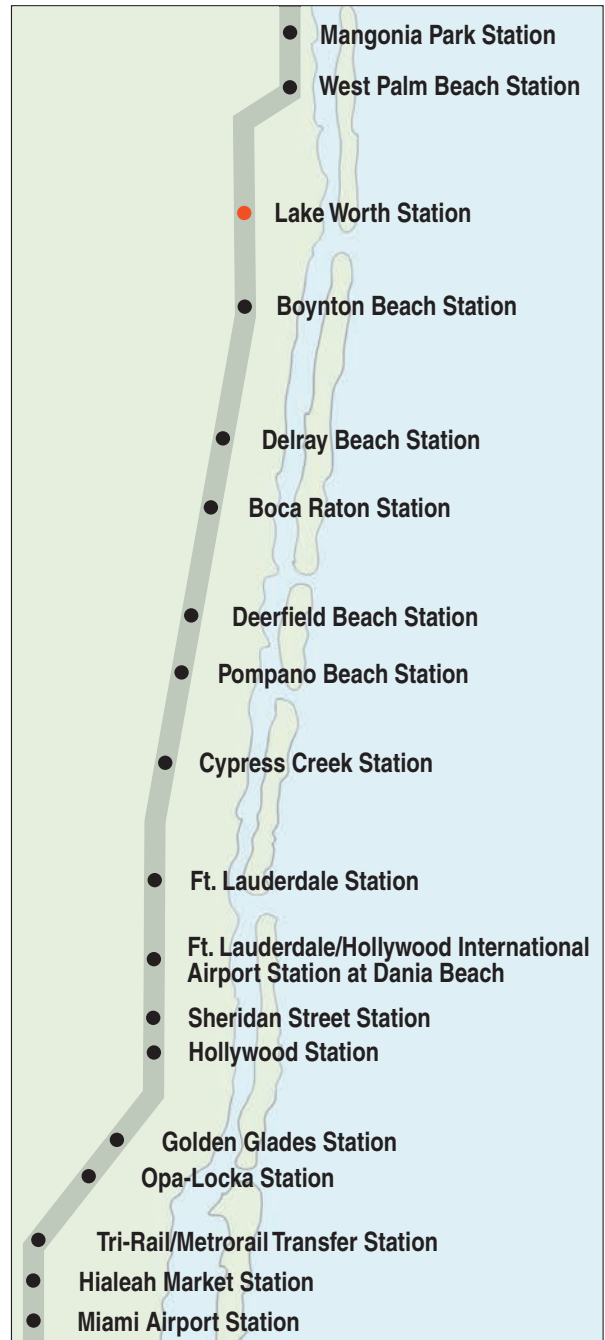 Mangonia Park Station
West Palm Beach Station
Lake Worth Station
Boynton Beach Station
Delray Beach Station
Boca Raton Station
Deerfield Beach Station
Pompano Beach Station
Cypress Creek Station
Ft. Lauderdale Station
Ft. Lauderdale/Hollywood International
Airport Station at Dania Beach
Sheridan Street Station
Hollywood Station
Golden Glades Station
Opa-Locka Station
Tri-Rail/Metrorail Transfer Station
Hialeah Market Station
Miami Airport Station